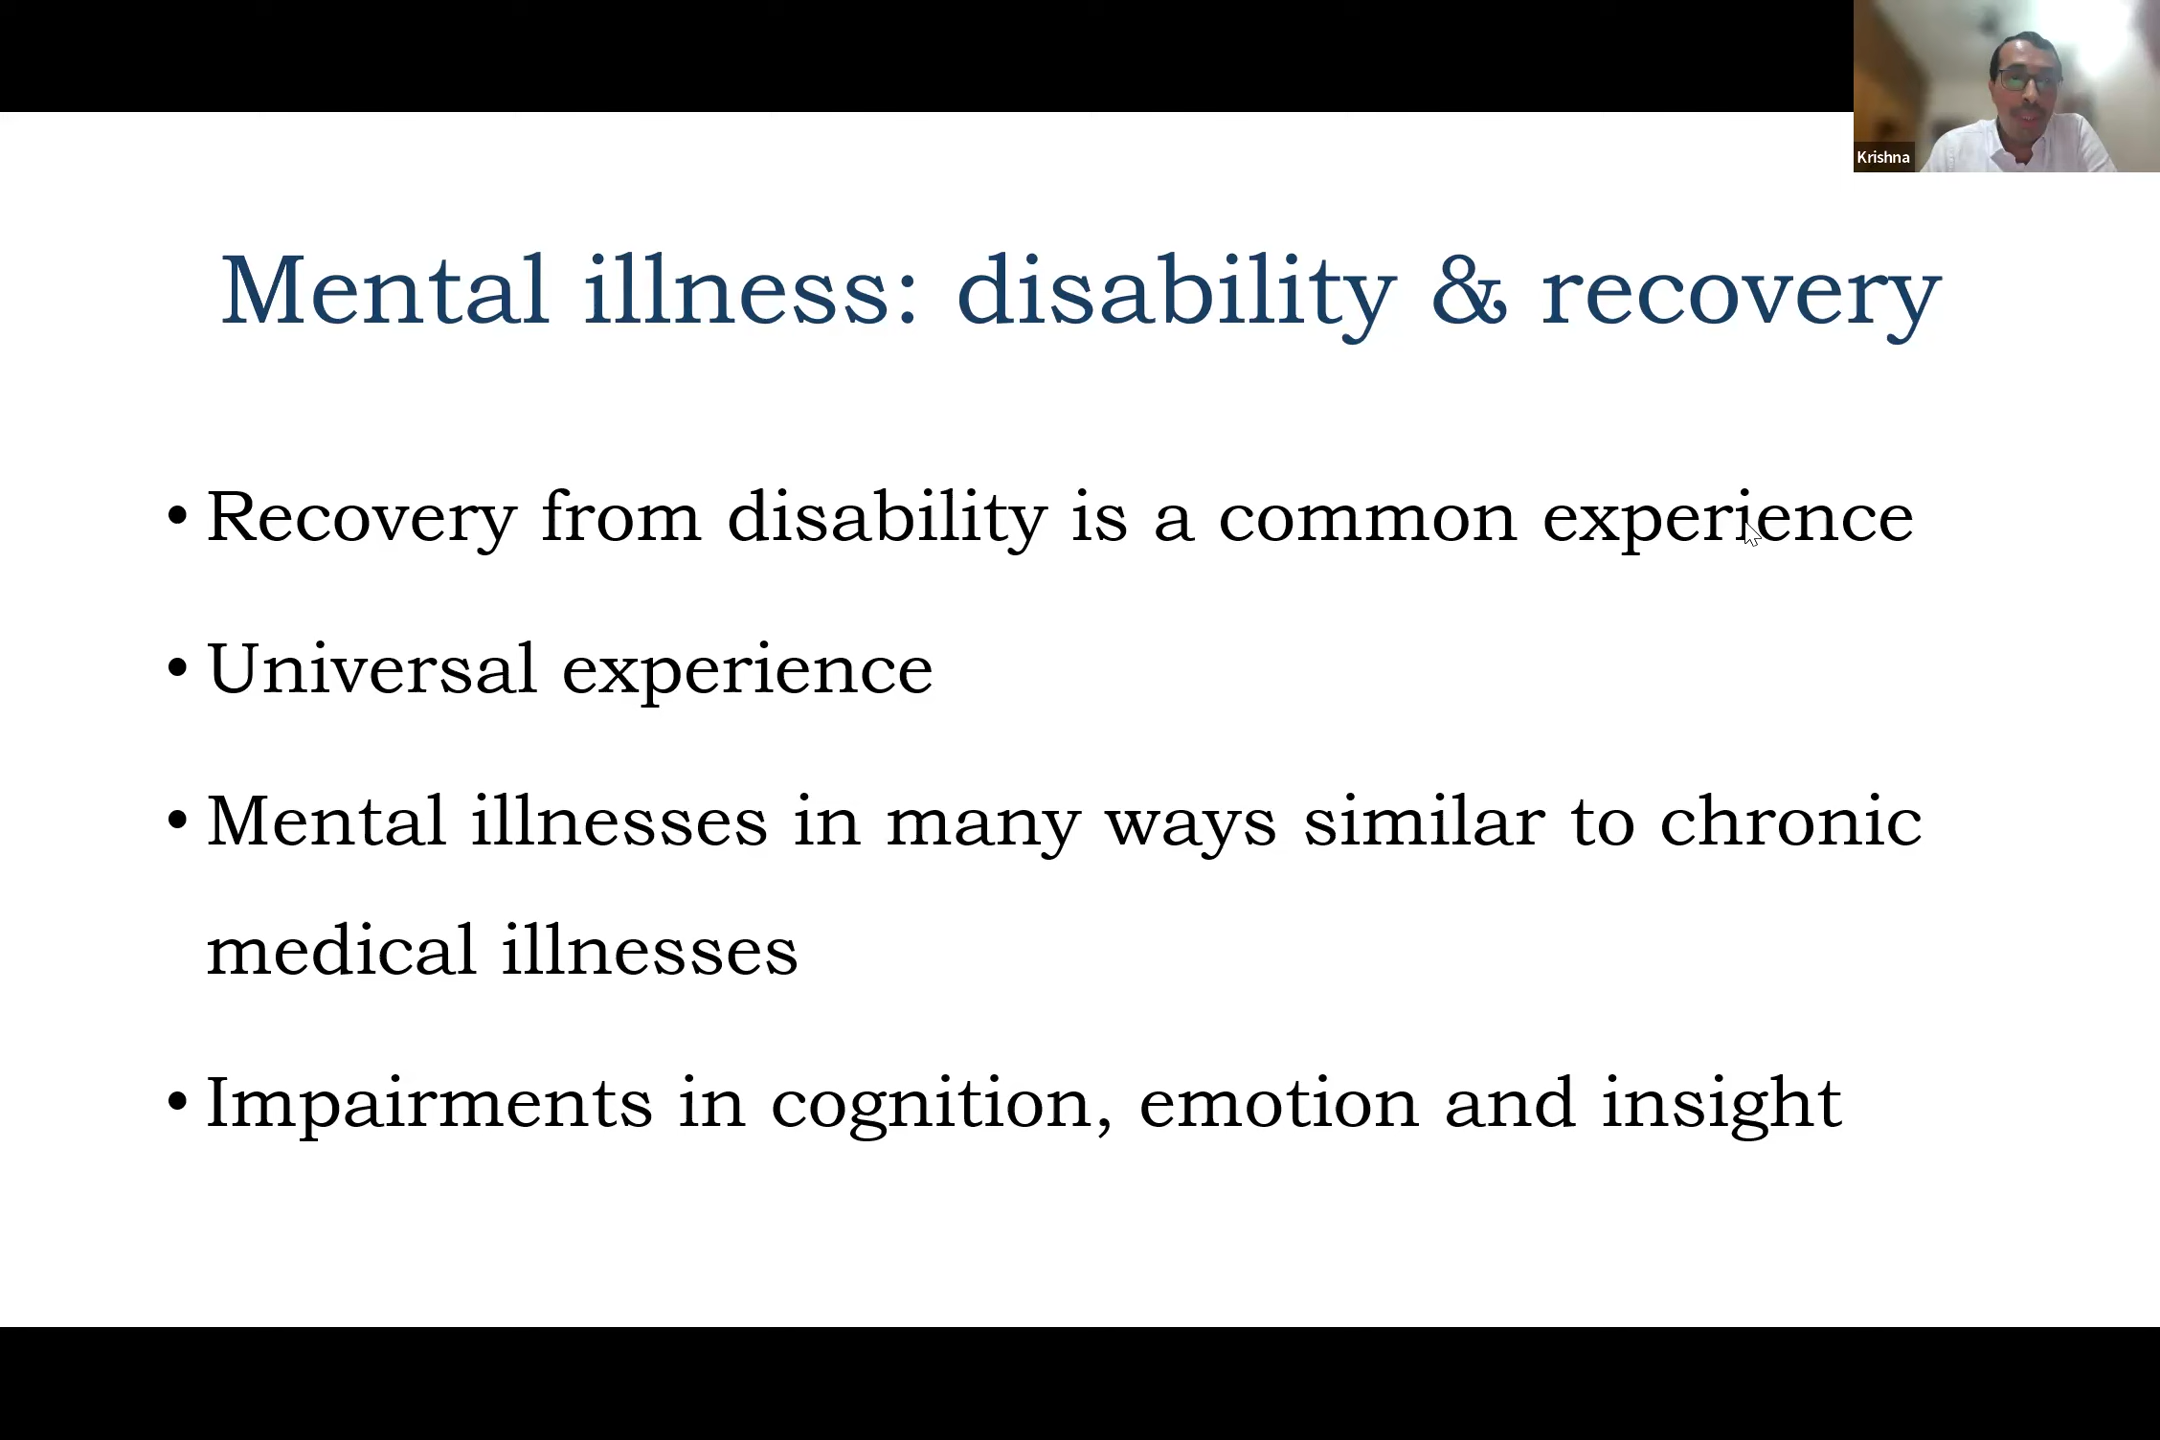 Krishna
Mental illness: disability & recovery
• Recovery from disability is a common experience
• Universal experience
• Mental illnesses in many ways similar to chronic
medical illnesses
• Impairments in cognition, emotion and insight